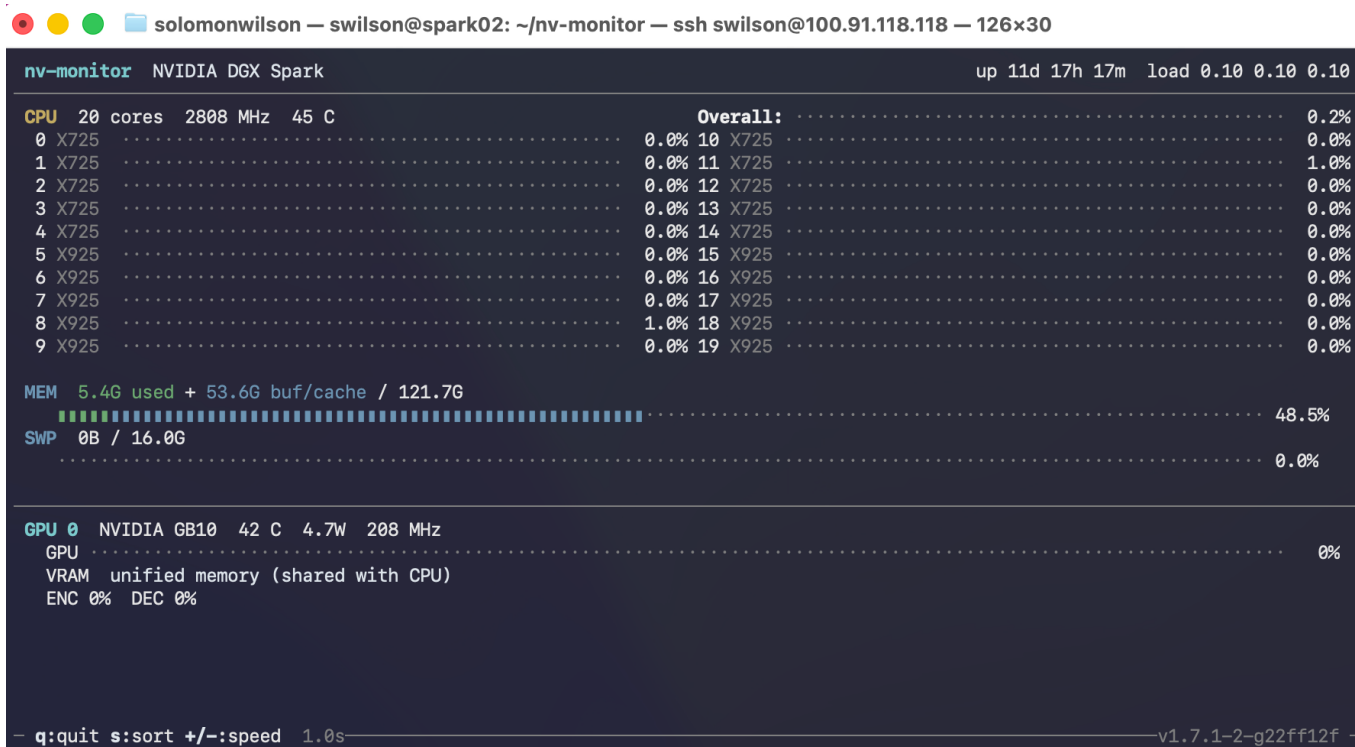 solomonwilson — swilson@spark02: ~/nv-monitor — ssh swilson@100.91.118.118 — 126×30
nv-monitor  NVIDIA DGX Spark  up 11d 17h 17m  load 0.10 0.10 0.10
CPU  20 cores  2808 MHz  45 C  Overall:  0.2%
0 X725  0.0% 10 X725  0.0%
1 X725  0.0% 11 X725  1.0%
2 X725  0.0% 12 X725  0.0%
3 X725  0.0% 13 X725  0.0%
4 X725  0.0% 14 X725  0.0%
5 X925  0.0% 15 X925  0.0%
6 X925  0.0% 16 X925  0.0%
7 X925  0.0% 17 X925  0.0%
8 X925  1.0% 18 X925  0.0%
9 X925  0.0% 19 X925  0.0%
MEM  5.4G used + 53.6G buf/cache / 121.7G
48.5%
SWP  0B / 16.0G
0.0%
GPU 0  NVIDIA GB10  42 C  4.7W  208 MHz
GPU  0%
VRAM  unified memory (shared with CPU)
ENC 0%  DEC 0%
q:quit s:sort +/-:speed  1.0s  v1.7.1-2-g22ff12f